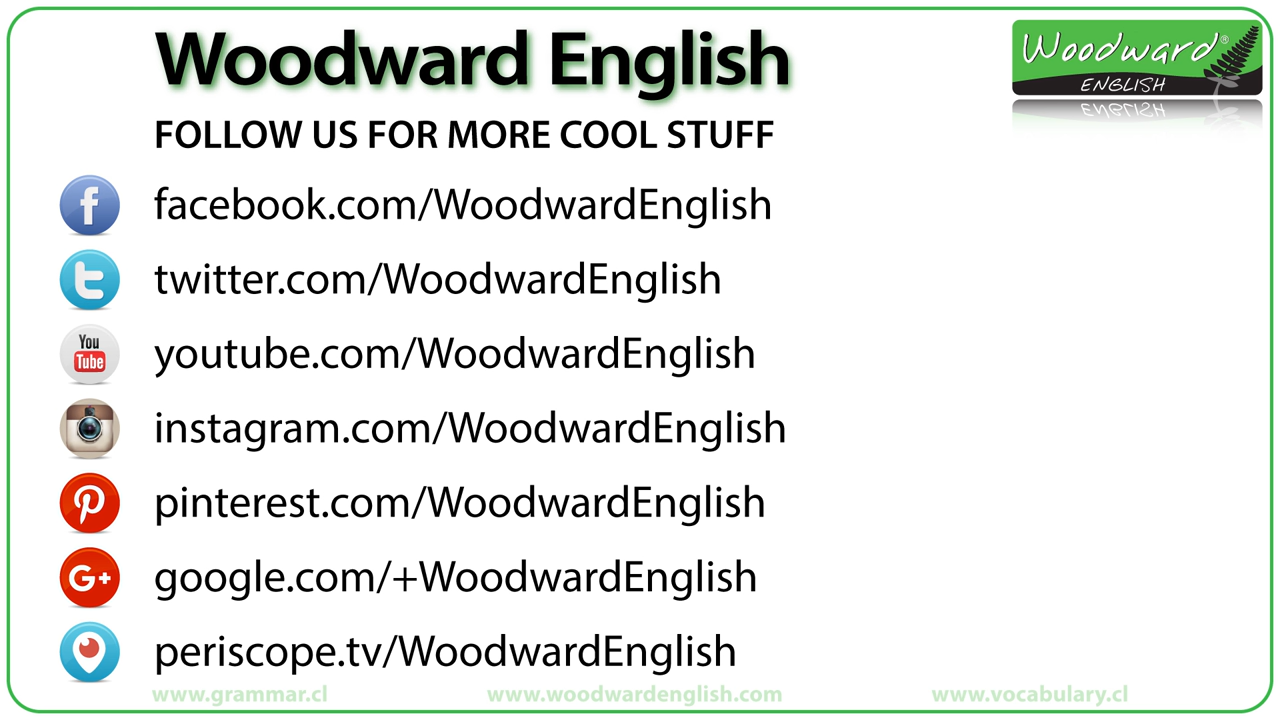 Woodward English
Woodward®
ENGLISH
FOLLOW US FOR MORE COOL STUFF
f facebook.com/WoodwardEnglish
t twitter.com/WoodwardEnglish
You
Tube
youtube.com/WoodwardEnglish
instagram.com/WoodwardEnglish
pinterest.com/WoodwardEnglish
G+ google.com/+WoodwardEnglish
periscope.tv/WoodwardEnglish
www.grammar.cl www.woodwardenglish.com www.vocabulary.cl